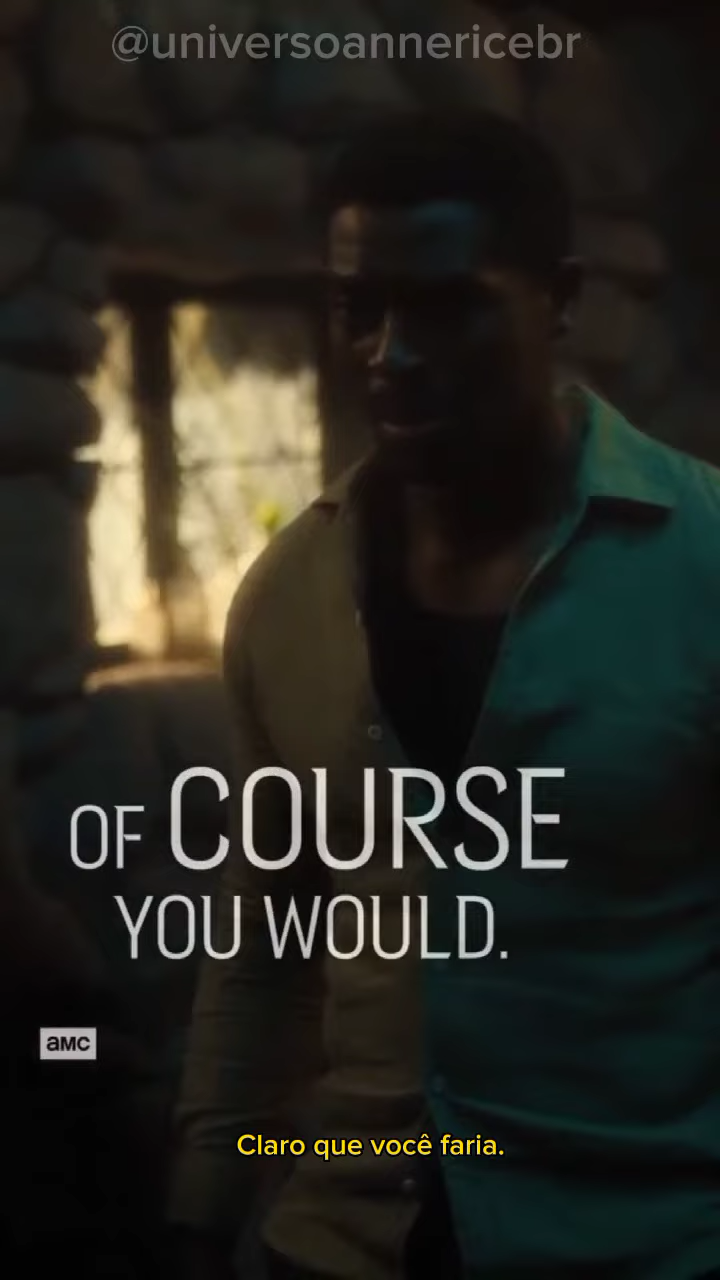 @universoannericebr
OF COURSE
YOU WOULD.
amc
Claro que você faria.